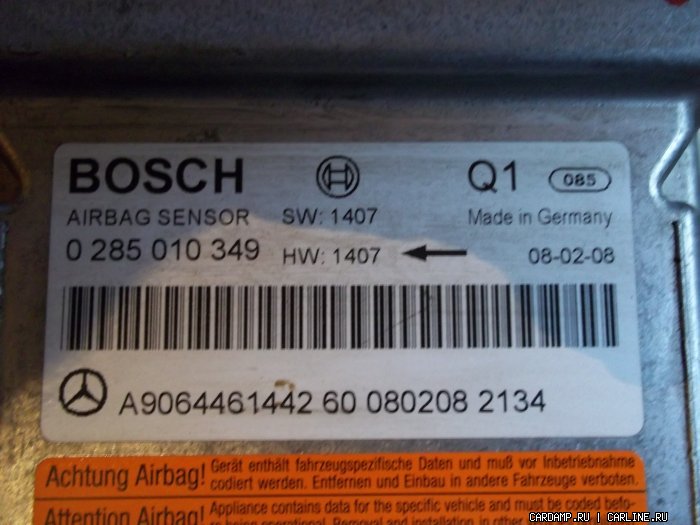 BOSCH Q1 085
AIRBAG SENSOR SW: 1407 Made in Germany
0 285 010 349 HW: 1407 08-02-08
A9064461442 60 080208 2134
Achtung Airbag! Gerät enthält fahrzeugspezifische Daten und muß vor Inbetriebnahme
codiert werden. Entfernen und Einbau in andere Fahrzeuge verboten.
Attention Airbag! Appliance contains data for the specific vehicle and must be coded befo-
CARDAMP.RU | CARLINE.RU